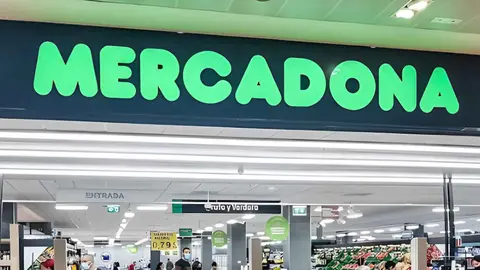 MERCADONA
ENTRADA
Fruta y Verdura
0,79